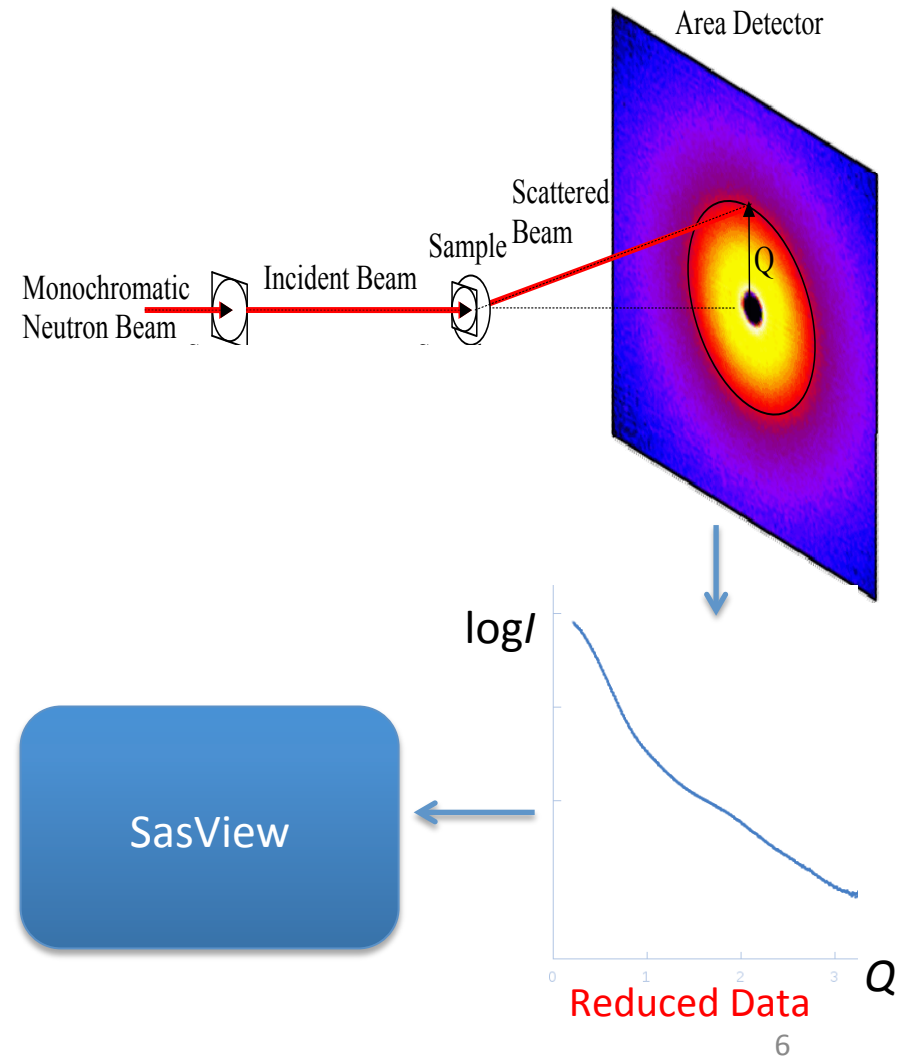 Area Detector
Scattered
Beam
Sample
Incident Beam
Monochromatic
Neutron Beam
Q
logI
SasView
0 1 2 3
Q
Reduced Data
6